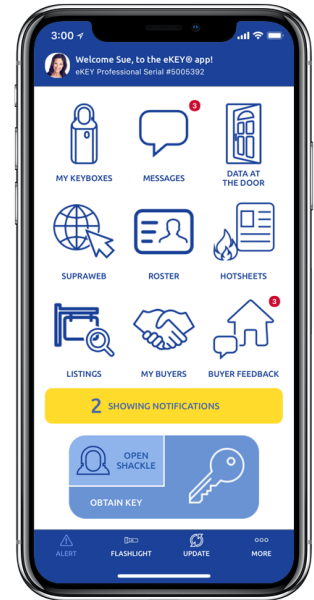 3:00
Welcome Sue, to the eKEY® app!
eKEY Professional Serial #5005392
MY KEYBOXES
3
MESSAGES
DATA AT
THE DOOR
SUPRAWEB
ROSTER
HOTSHEETS
LISTINGS
MY BUYERS
3
BUYER FEEDBACK
2 SHOWING NOTIFICATIONS
OPEN
SHACKLE
OBTAIN KEY
ALERT
FLASHLIGHT
UPDATE
MORE